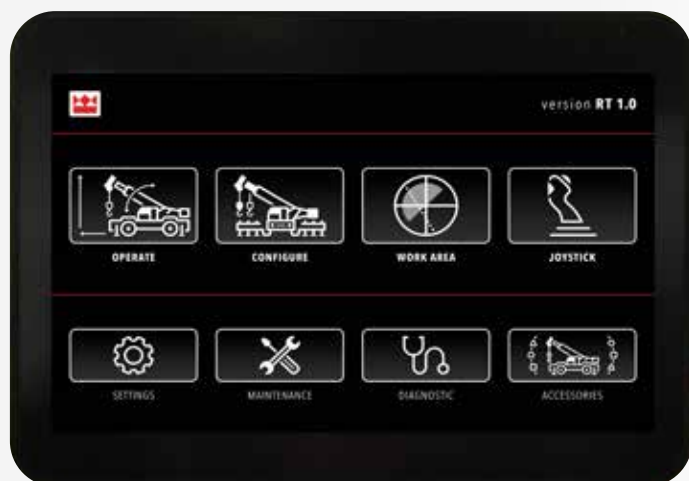 version RT 1.0
OPERATE
CONFIGURE
WORK AREA
JOYSTICK
SETTINGS
MAINTENANCE
DIAGNOSTIC
ACCESSORIES